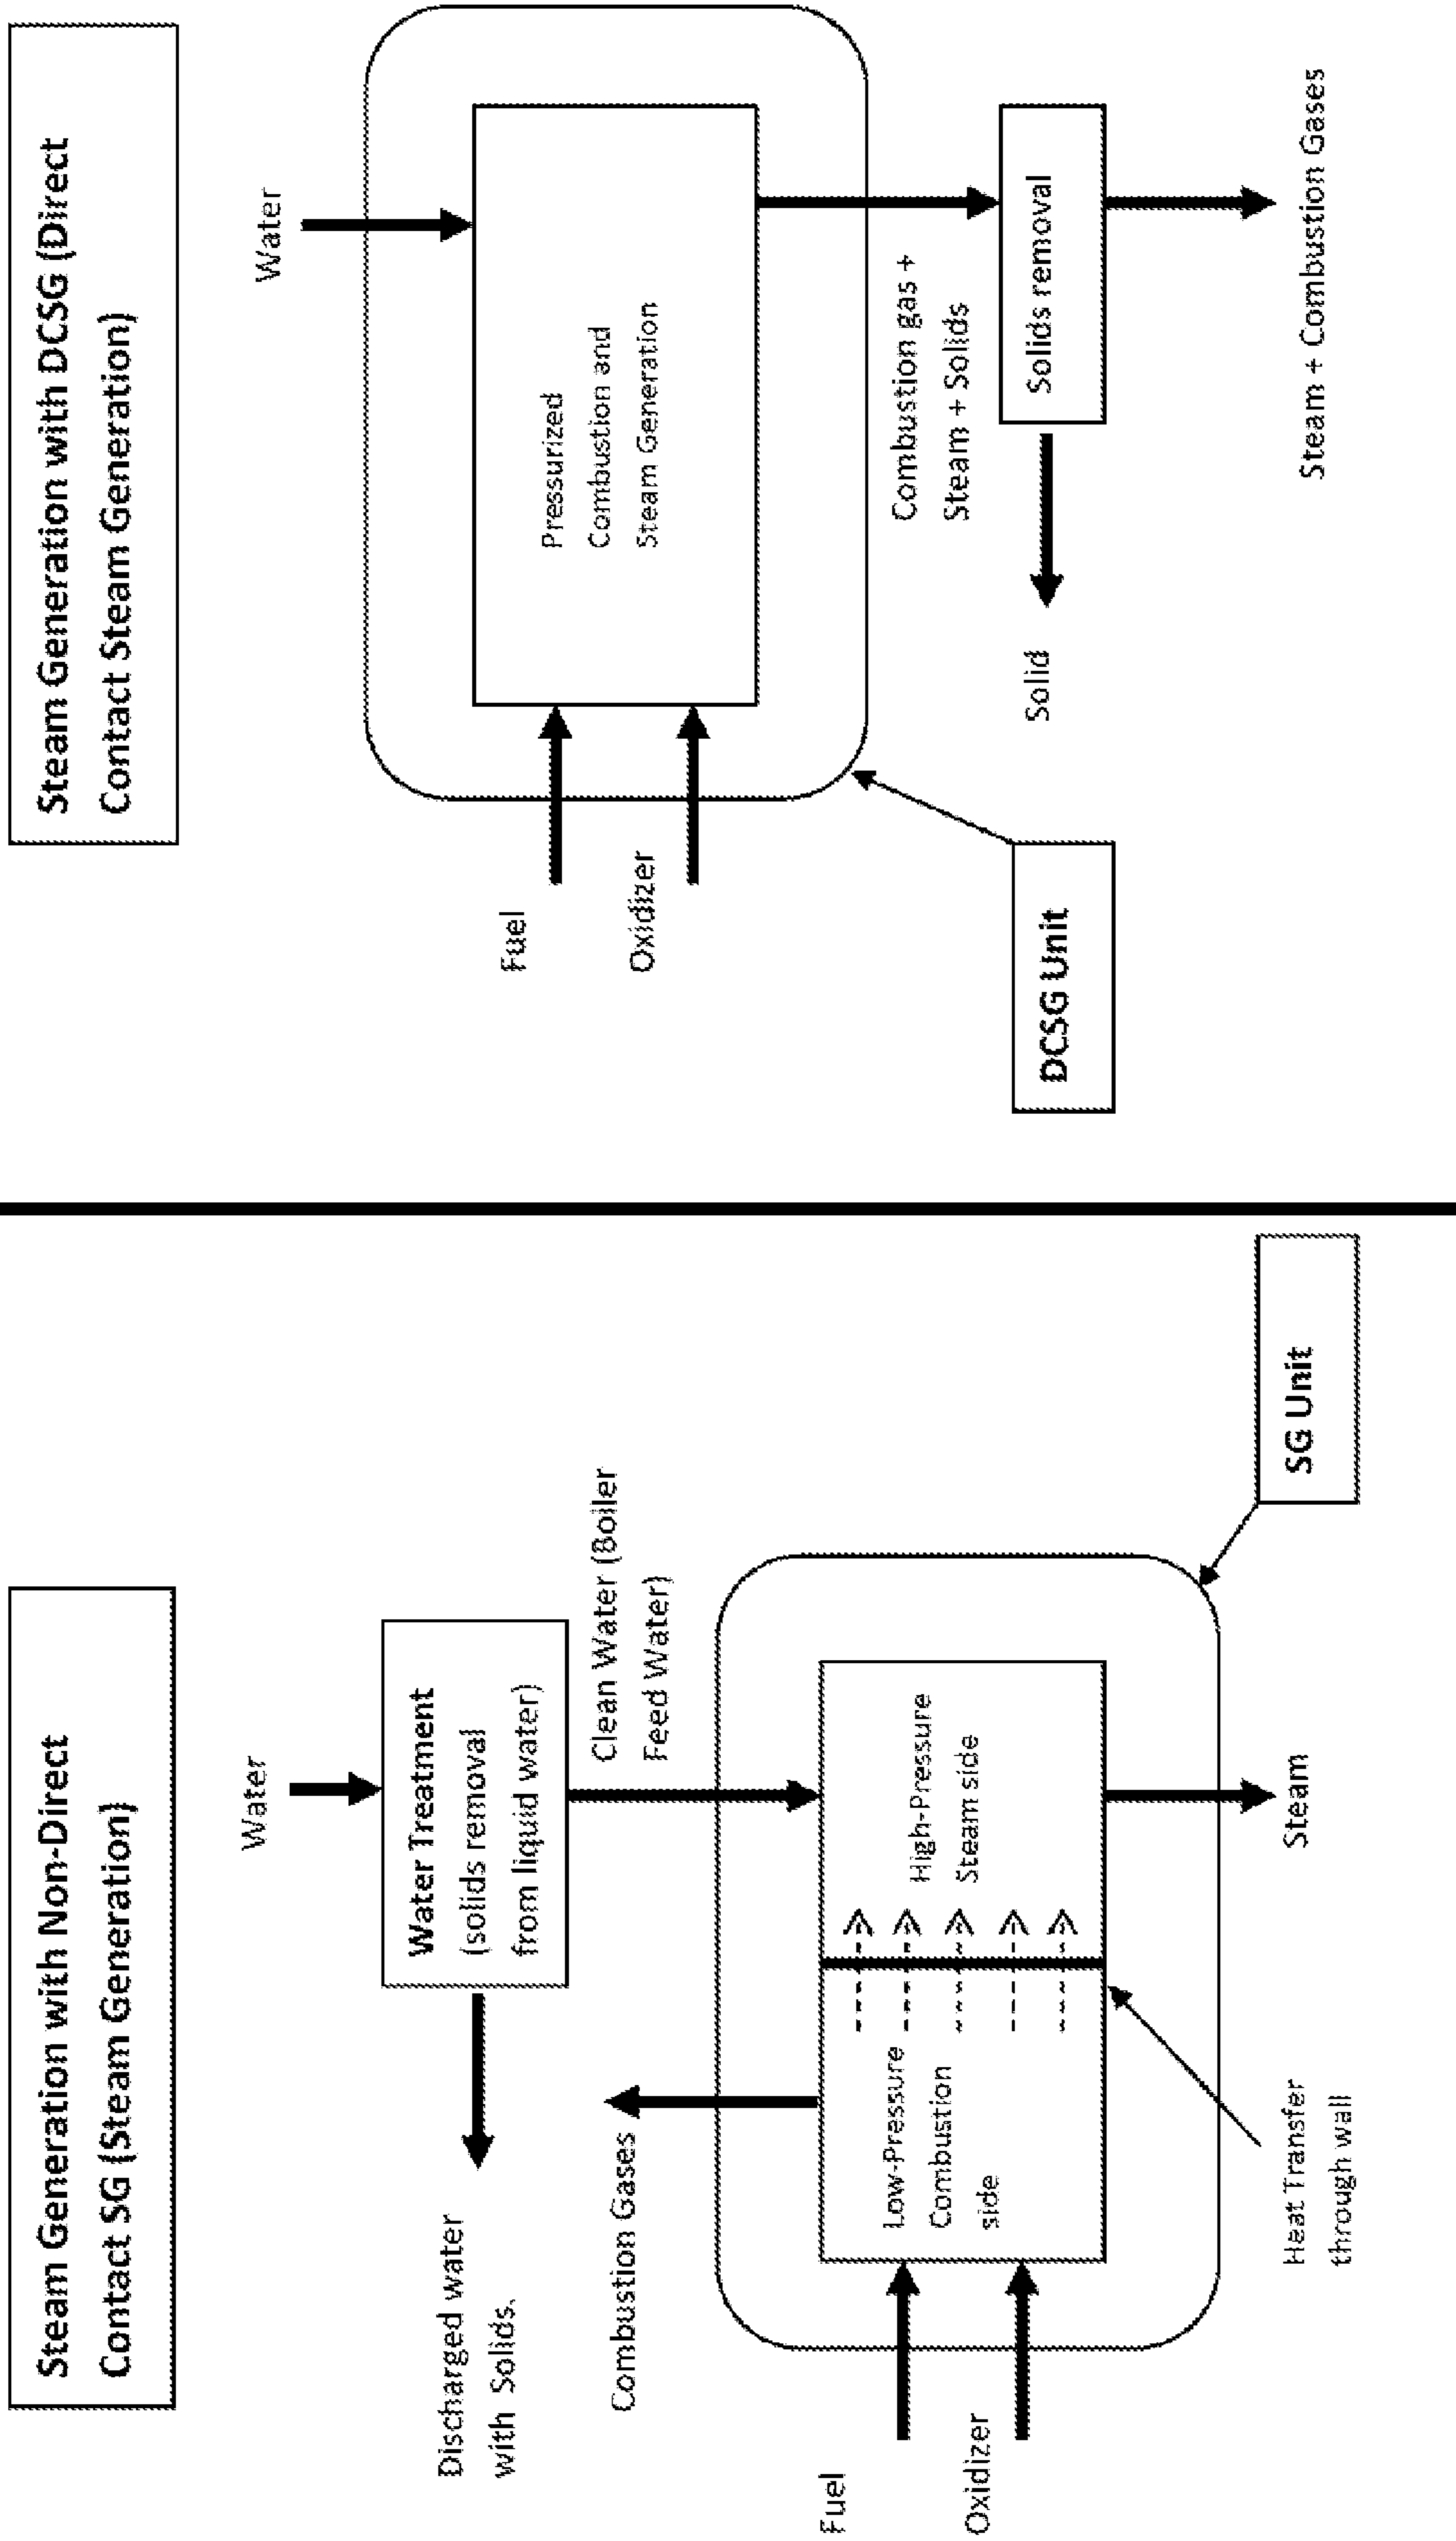 Steam Generation with Non-Direct
Contact SG (Steam Generation)
Water
Water Treatment
(solids removal
from liquid water)
Discharged water
with Solids.
Clean Water (Boiler
Feed Water)
Combustion Gases
Fuel
Oxidizer
Low-Pressure
Combustion
side
High-Pressure
Steam side
Heat Transfer
through wall
Steam
SG Unit
Steam Generation with DCSG (Direct
Contact Steam Generation)
Water
Fuel
Oxidizer
Pressurized
Combustion and
Steam Generation
DCSG Unit
Combustion gas +
Steam + Solids
Solids removal
Solid
Steam + Combustion Gases